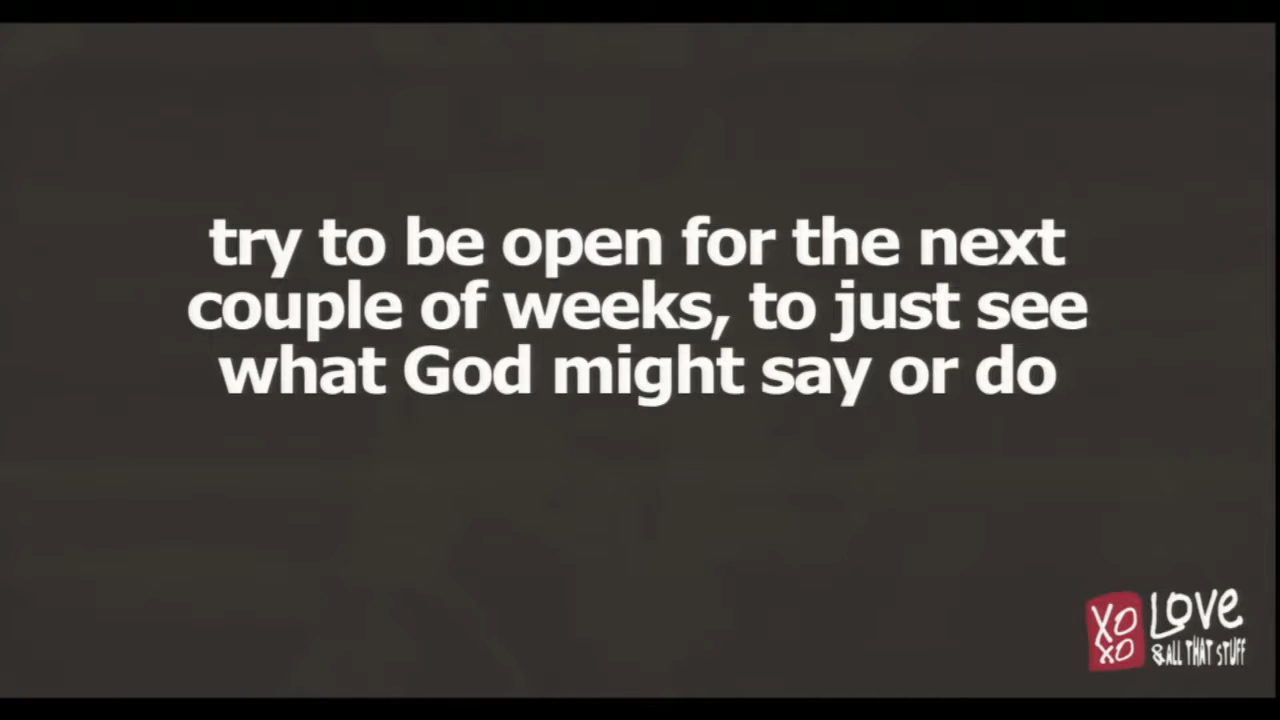 try to be open for the next
couple of weeks, to just see
what God might say or do
XO
XO
LOVE
&ALL THAT STUFF